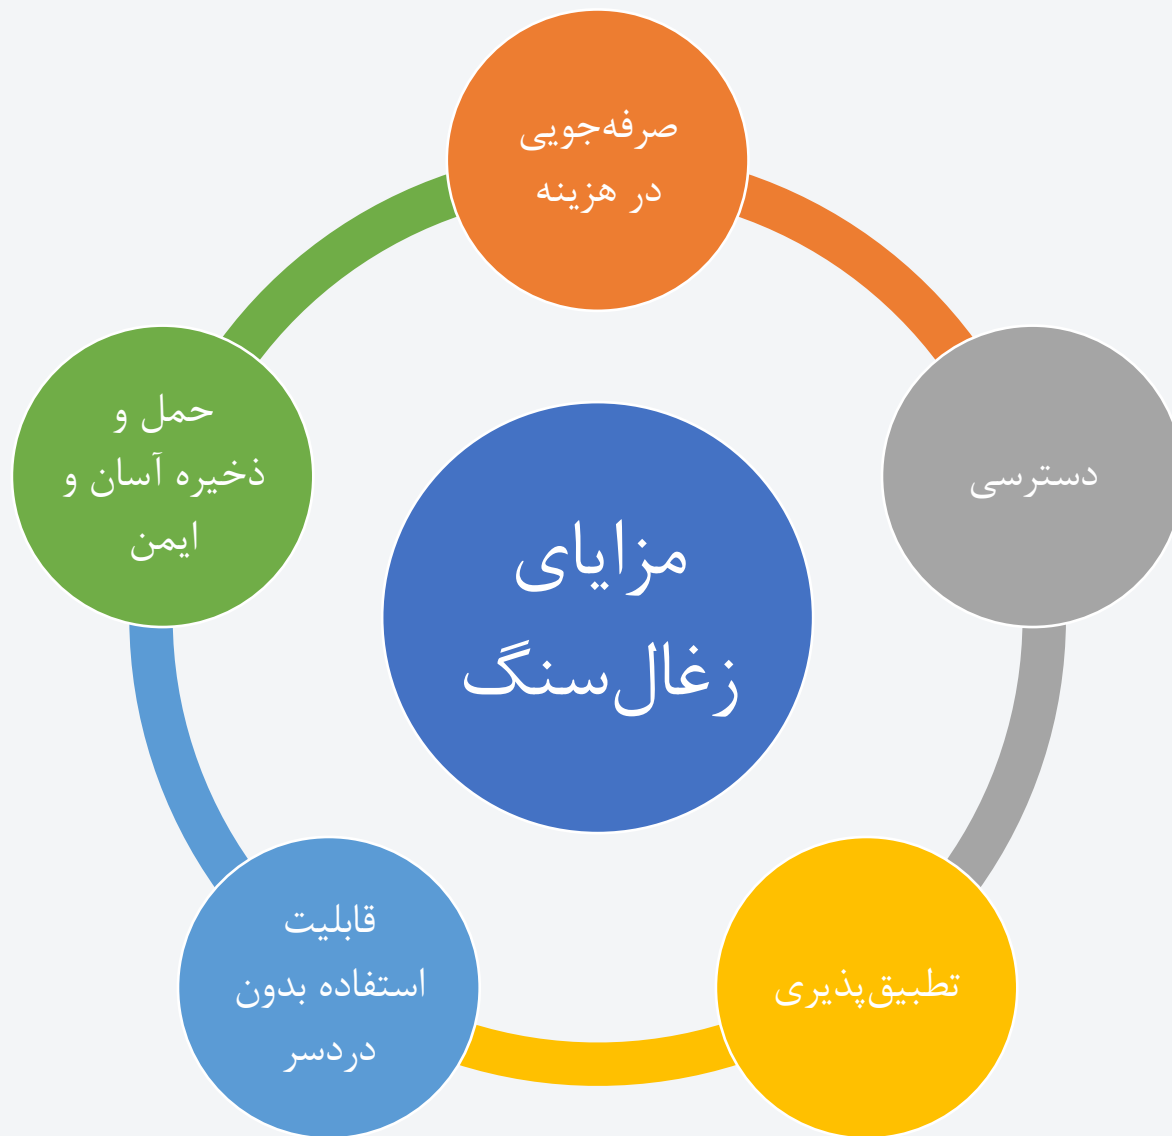 صرفه‌جویی
در هزینه
دسترسی
تطبیق‌پذیری
قابلیت
استفاده بدون
دردسر
حمل و
ذخیره آسان و
ایمن
مزایای
زغال‌سنگ